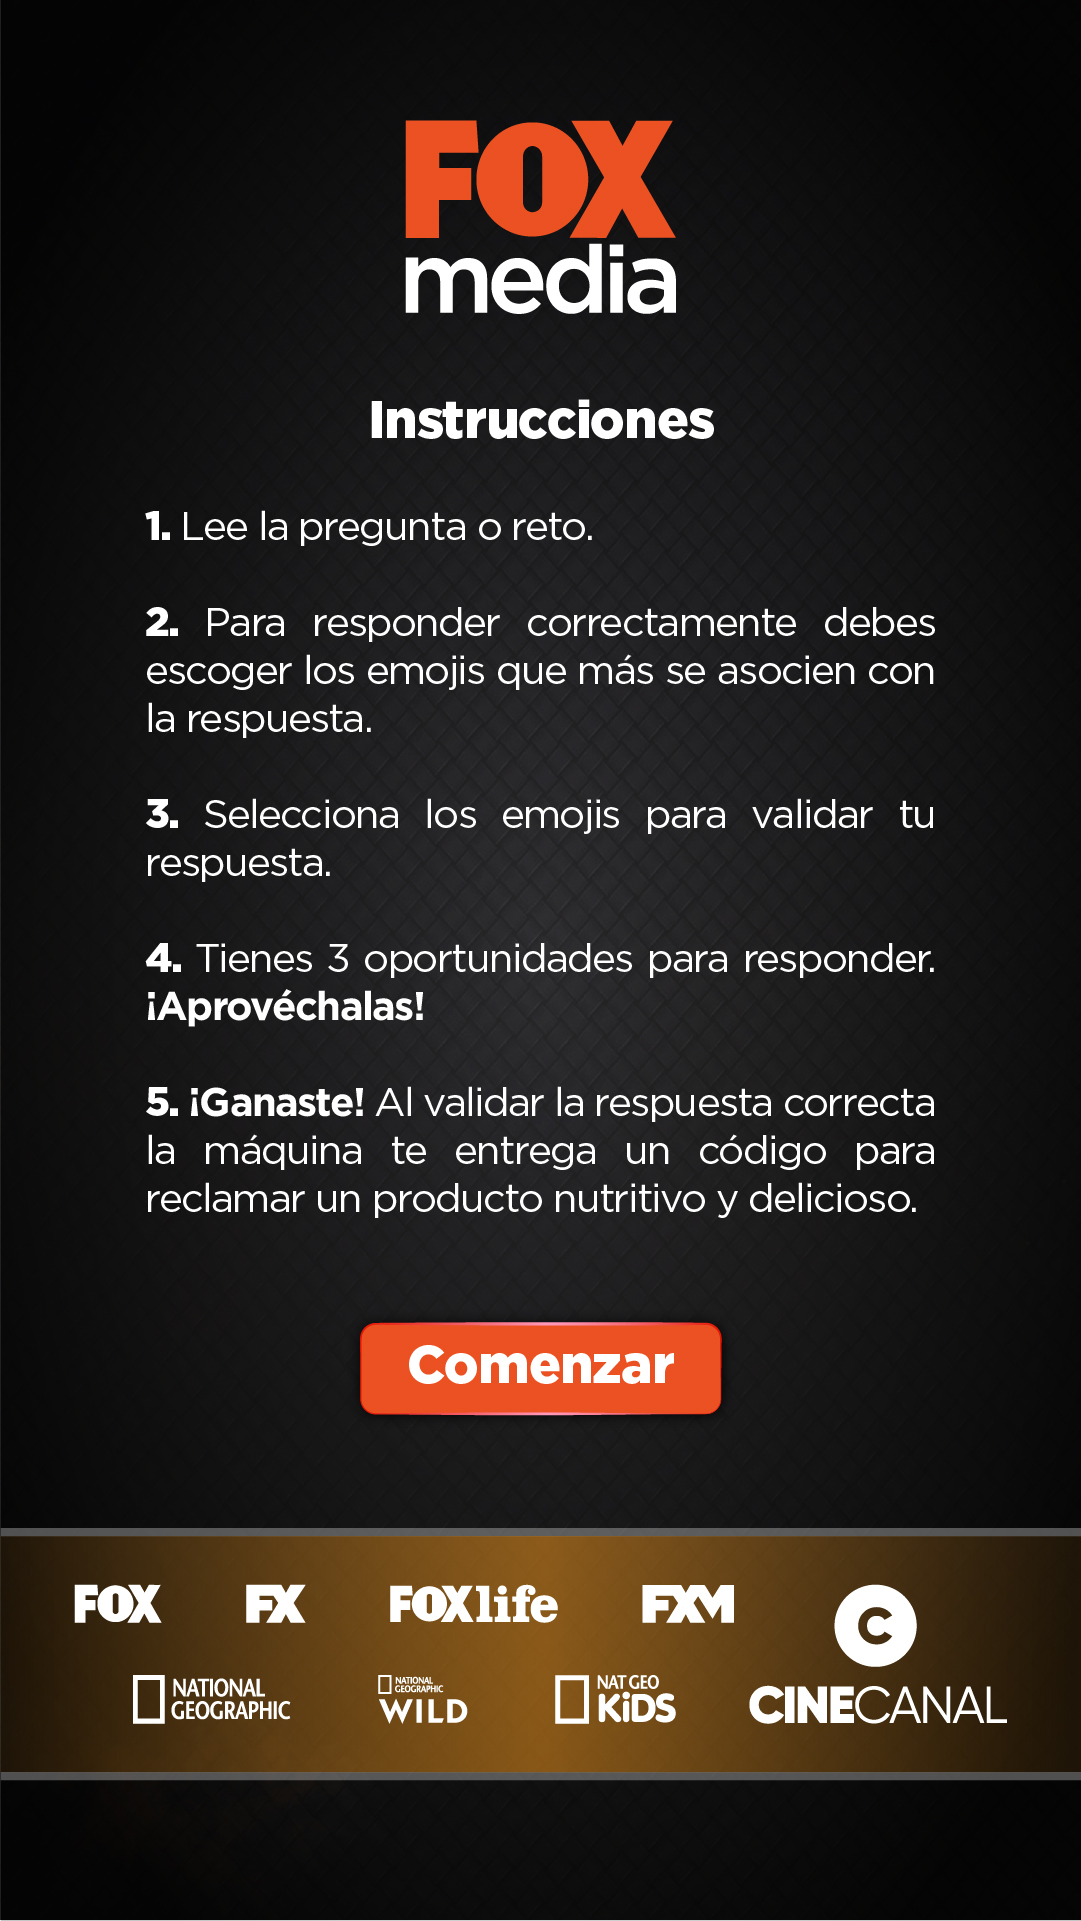 FOX
media
Instrucciones
1. Lee la pregunta o reto.
2. Para responder correctamente debes
escoger los emojis que más se asocien con
la respuesta.
3. Selecciona los emojis para validar tu
respuesta.
4. Tienes 3 oportunidades para responder.
¡Aprovéchalas!
5. ¡Ganaste! Al validar la respuesta correcta
la máquina te entrega un código para
reclamar un producto nutritivo y delicioso.
Comenzar
FOX
FX
FOXlife
FXM
C
NATIONAL
GEOGRAPHIC
NATIONAL
GEOGRAPHIC
WILD
NAT GEO
KiDS
CINECANAL